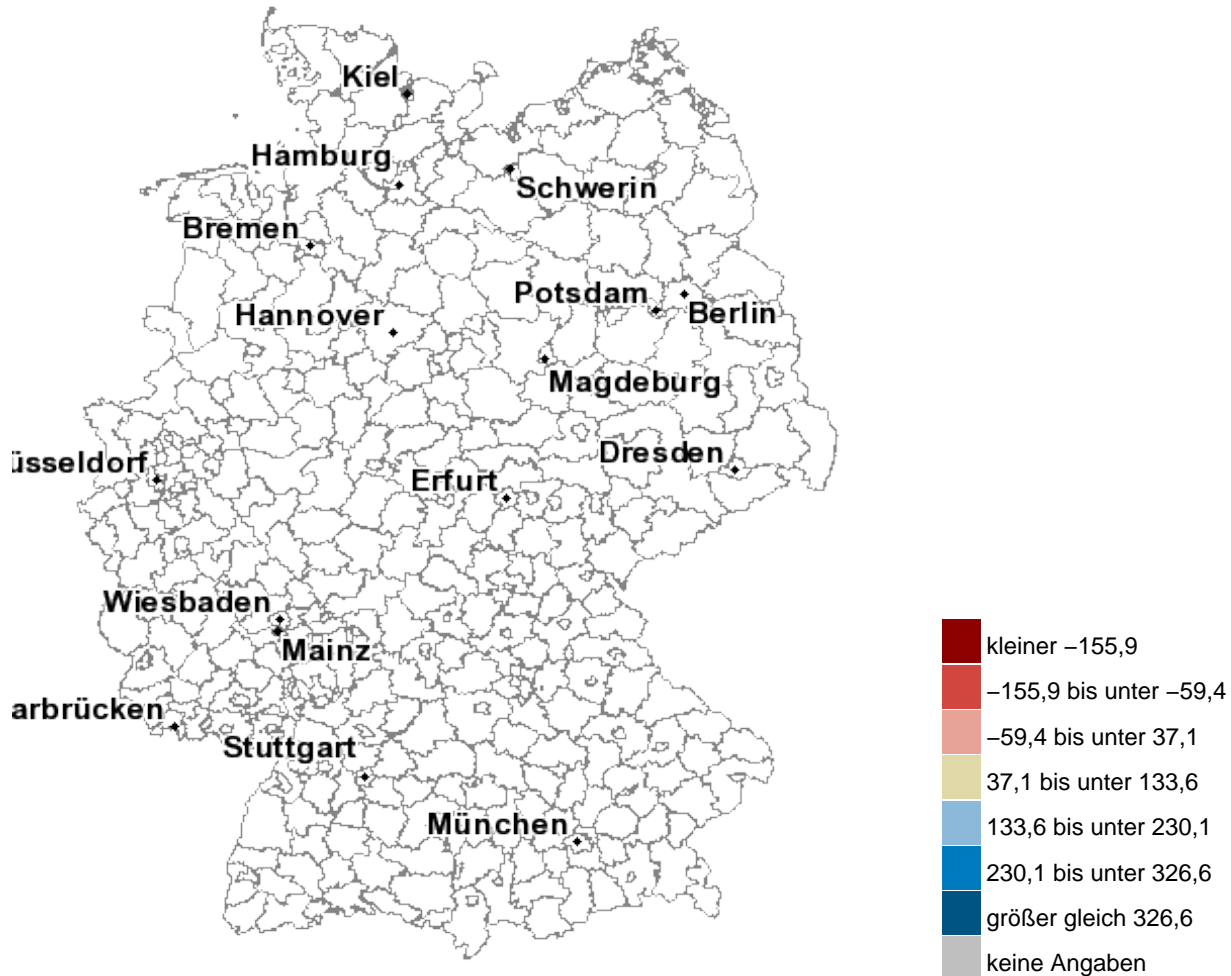 Kiel
Hamburg
Schwerin
Bremen
Potsdam
Berlin
Hannover
Magdeburg
üsseldorf
Dresden
Erfurt
Wiesbaden
Mainz
arbrücken
Stuttgart
München
kleiner −155,9
−155,9 bis unter −59,4
−59,4 bis unter 37,1
37,1 bis unter 133,6
133,6 bis unter 230,1
230,1 bis unter 326,6
größer gleich 326,6
keine Angaben